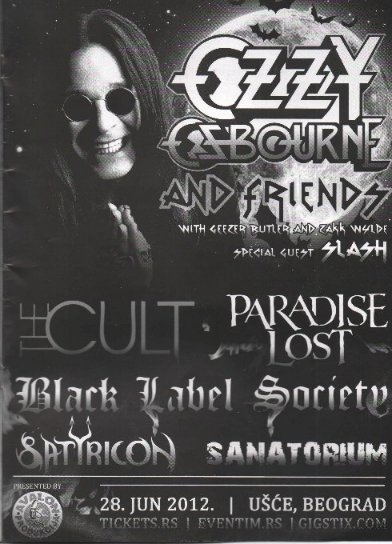 OZZY
OSBOURNE
AND FRIENDS
WITH GEEZER BUTLER AND ZAKK WYLDE
SPECIAL GUEST SLASH
THE CULT
PARADISE
LOST
Black Label Society
SATYRICON
SANATORIUM
PRESENTED BY
AVALON
28. JUN 2012. | UŠĆE, BEOGRAD
TICKETS.RS | EVENTIM.RS | GIGSTIX.COM